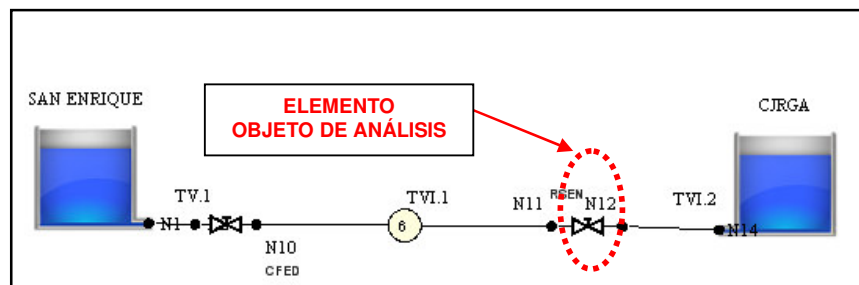 SAN ENRIQUE
ELEMENTO
OBJETO DE ANÁLISIS
CJRGA
TV.1
TVI.1
RGEN
TVI.2
N1
N10
CFED
6
N11
N12
N14